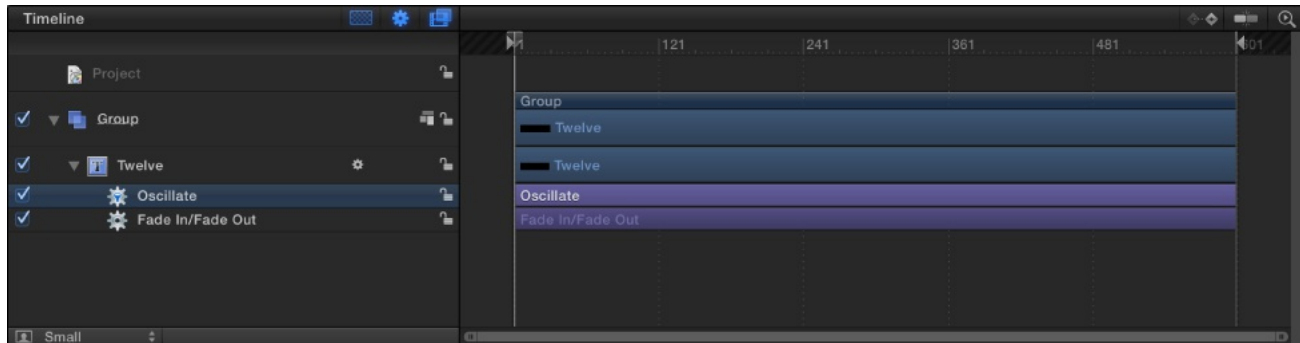 Timeline
1 121 241 361 481 601
Project
Group
Group
Twelve
Twelve
Twelve
Oscillate
Oscillate
Fade In/Fade Out
Fade In/Fade Out
Small